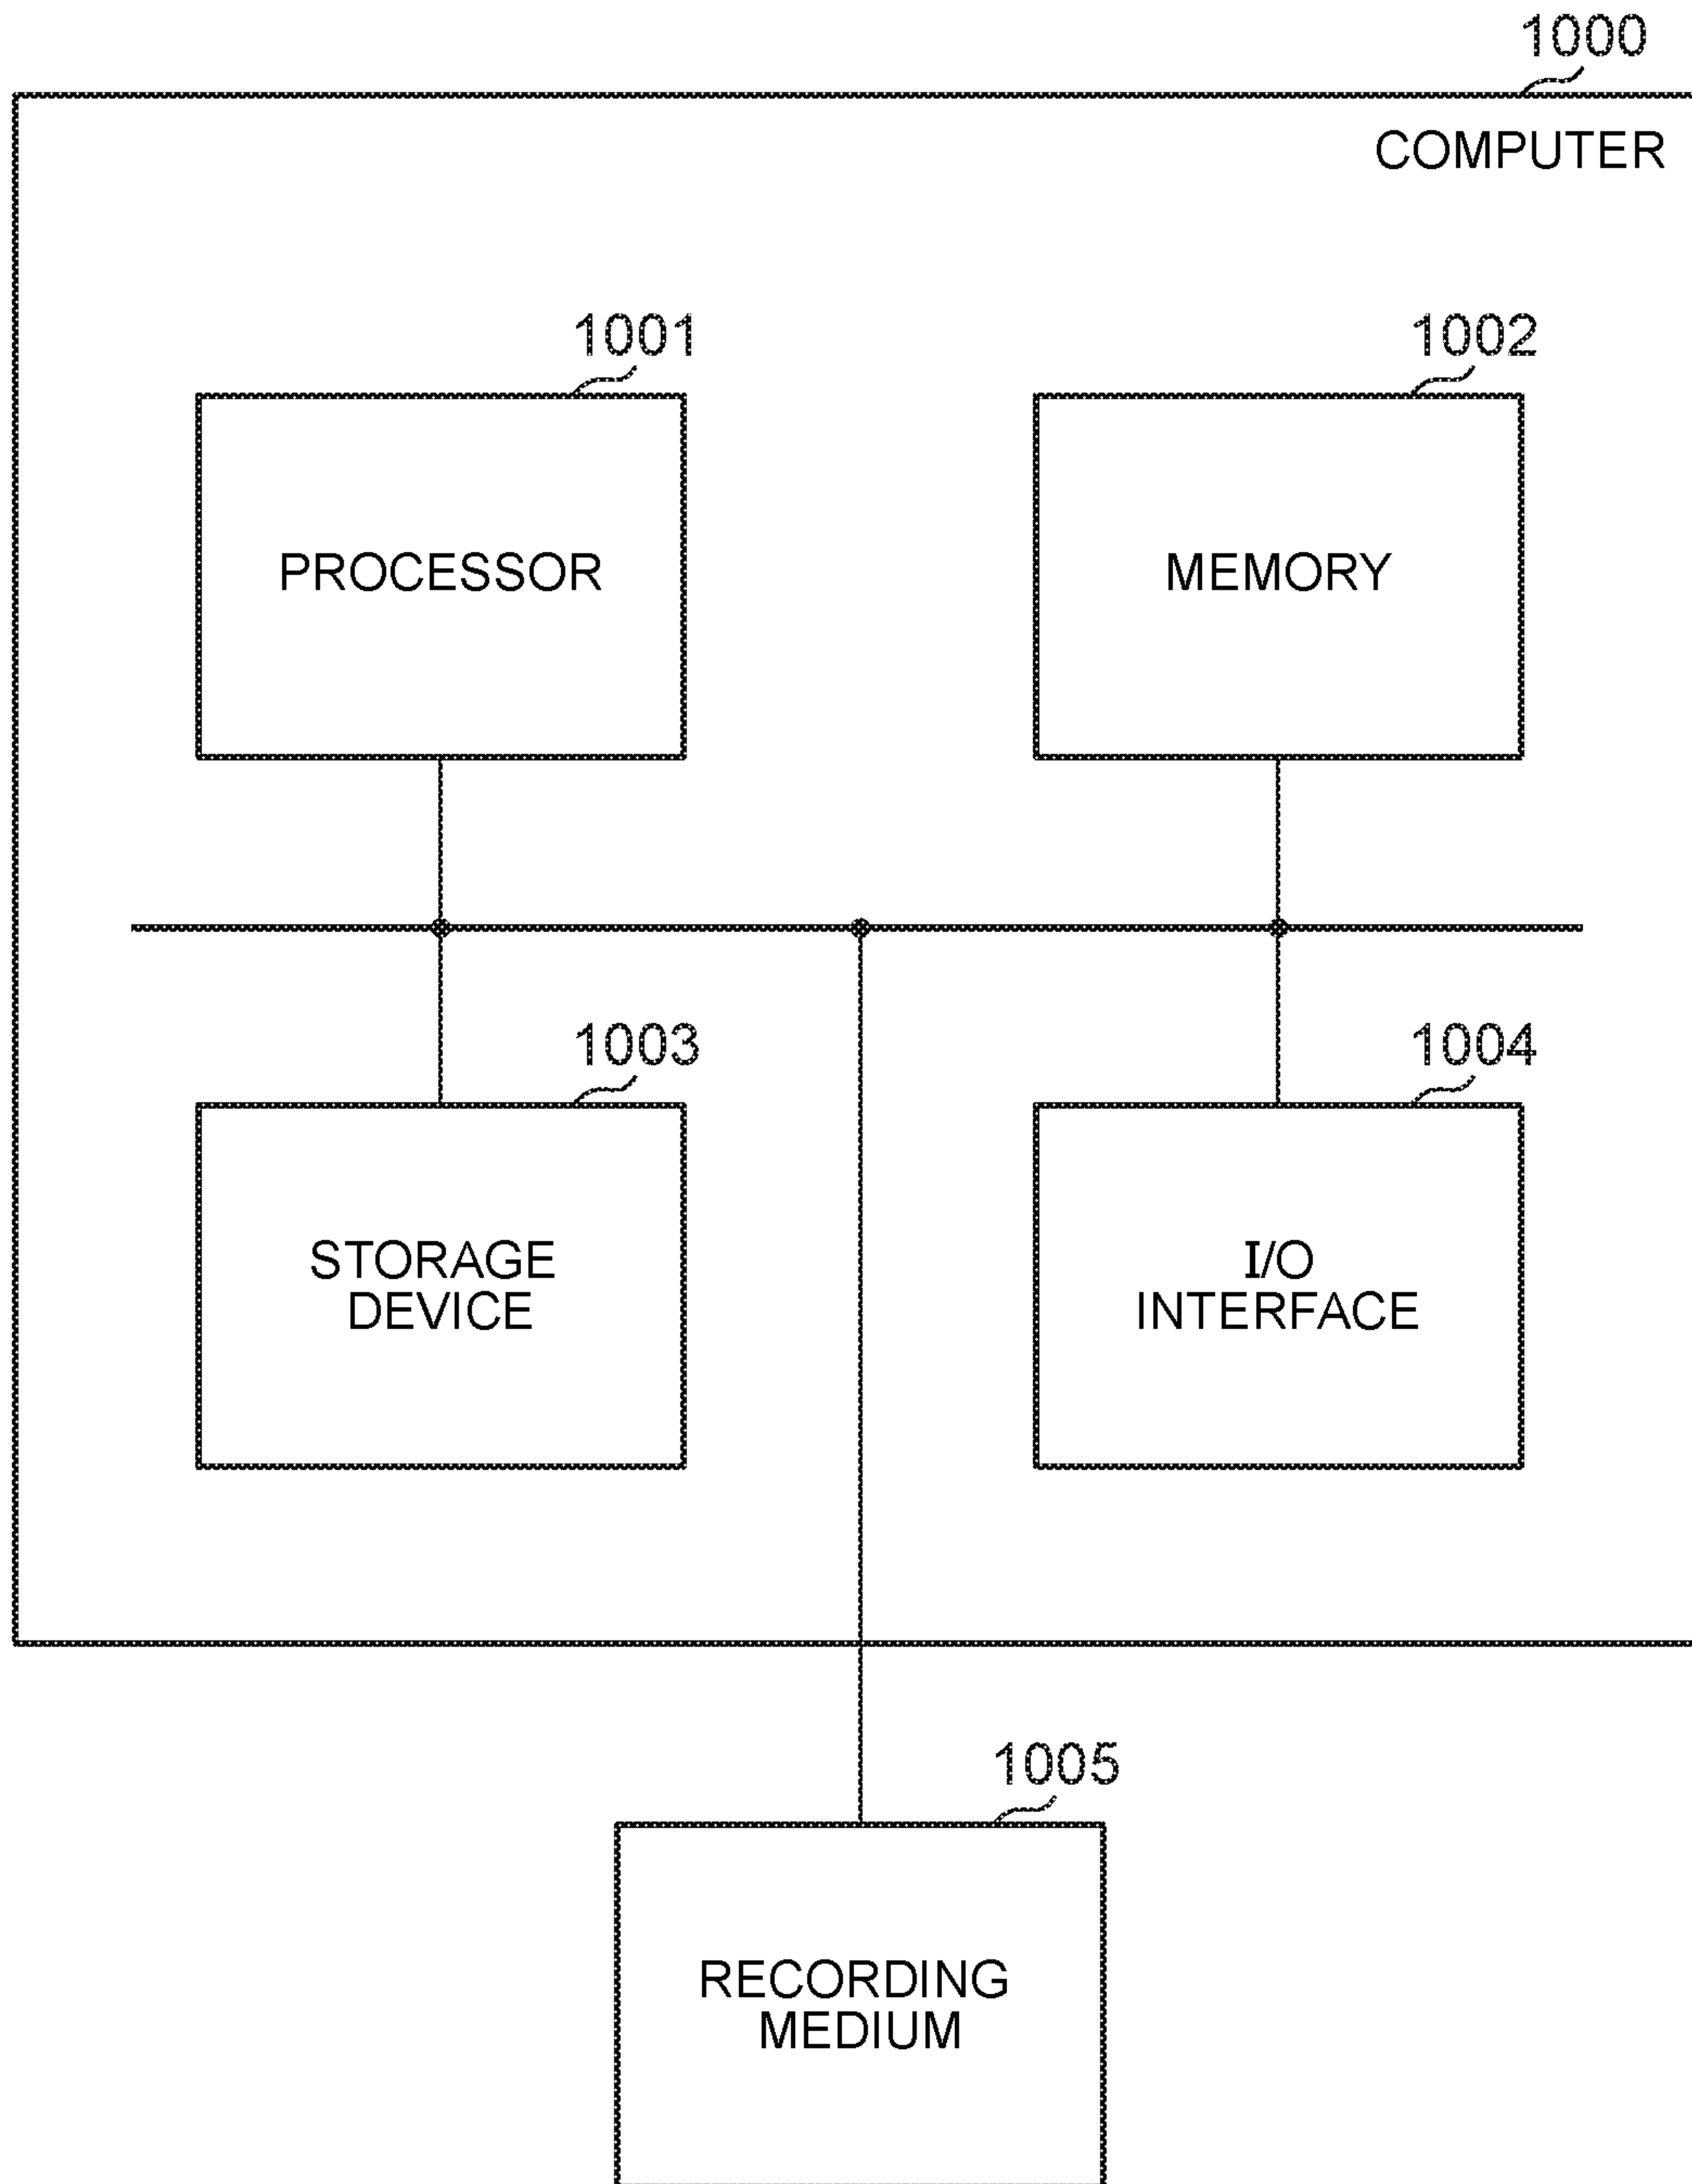 1000
COMPUTER
1001
1002
PROCESSOR
MEMORY
1003
1004
STORAGE
DEVICE
I/O
INTERFACE
1005
RECORDING
MEDIUM